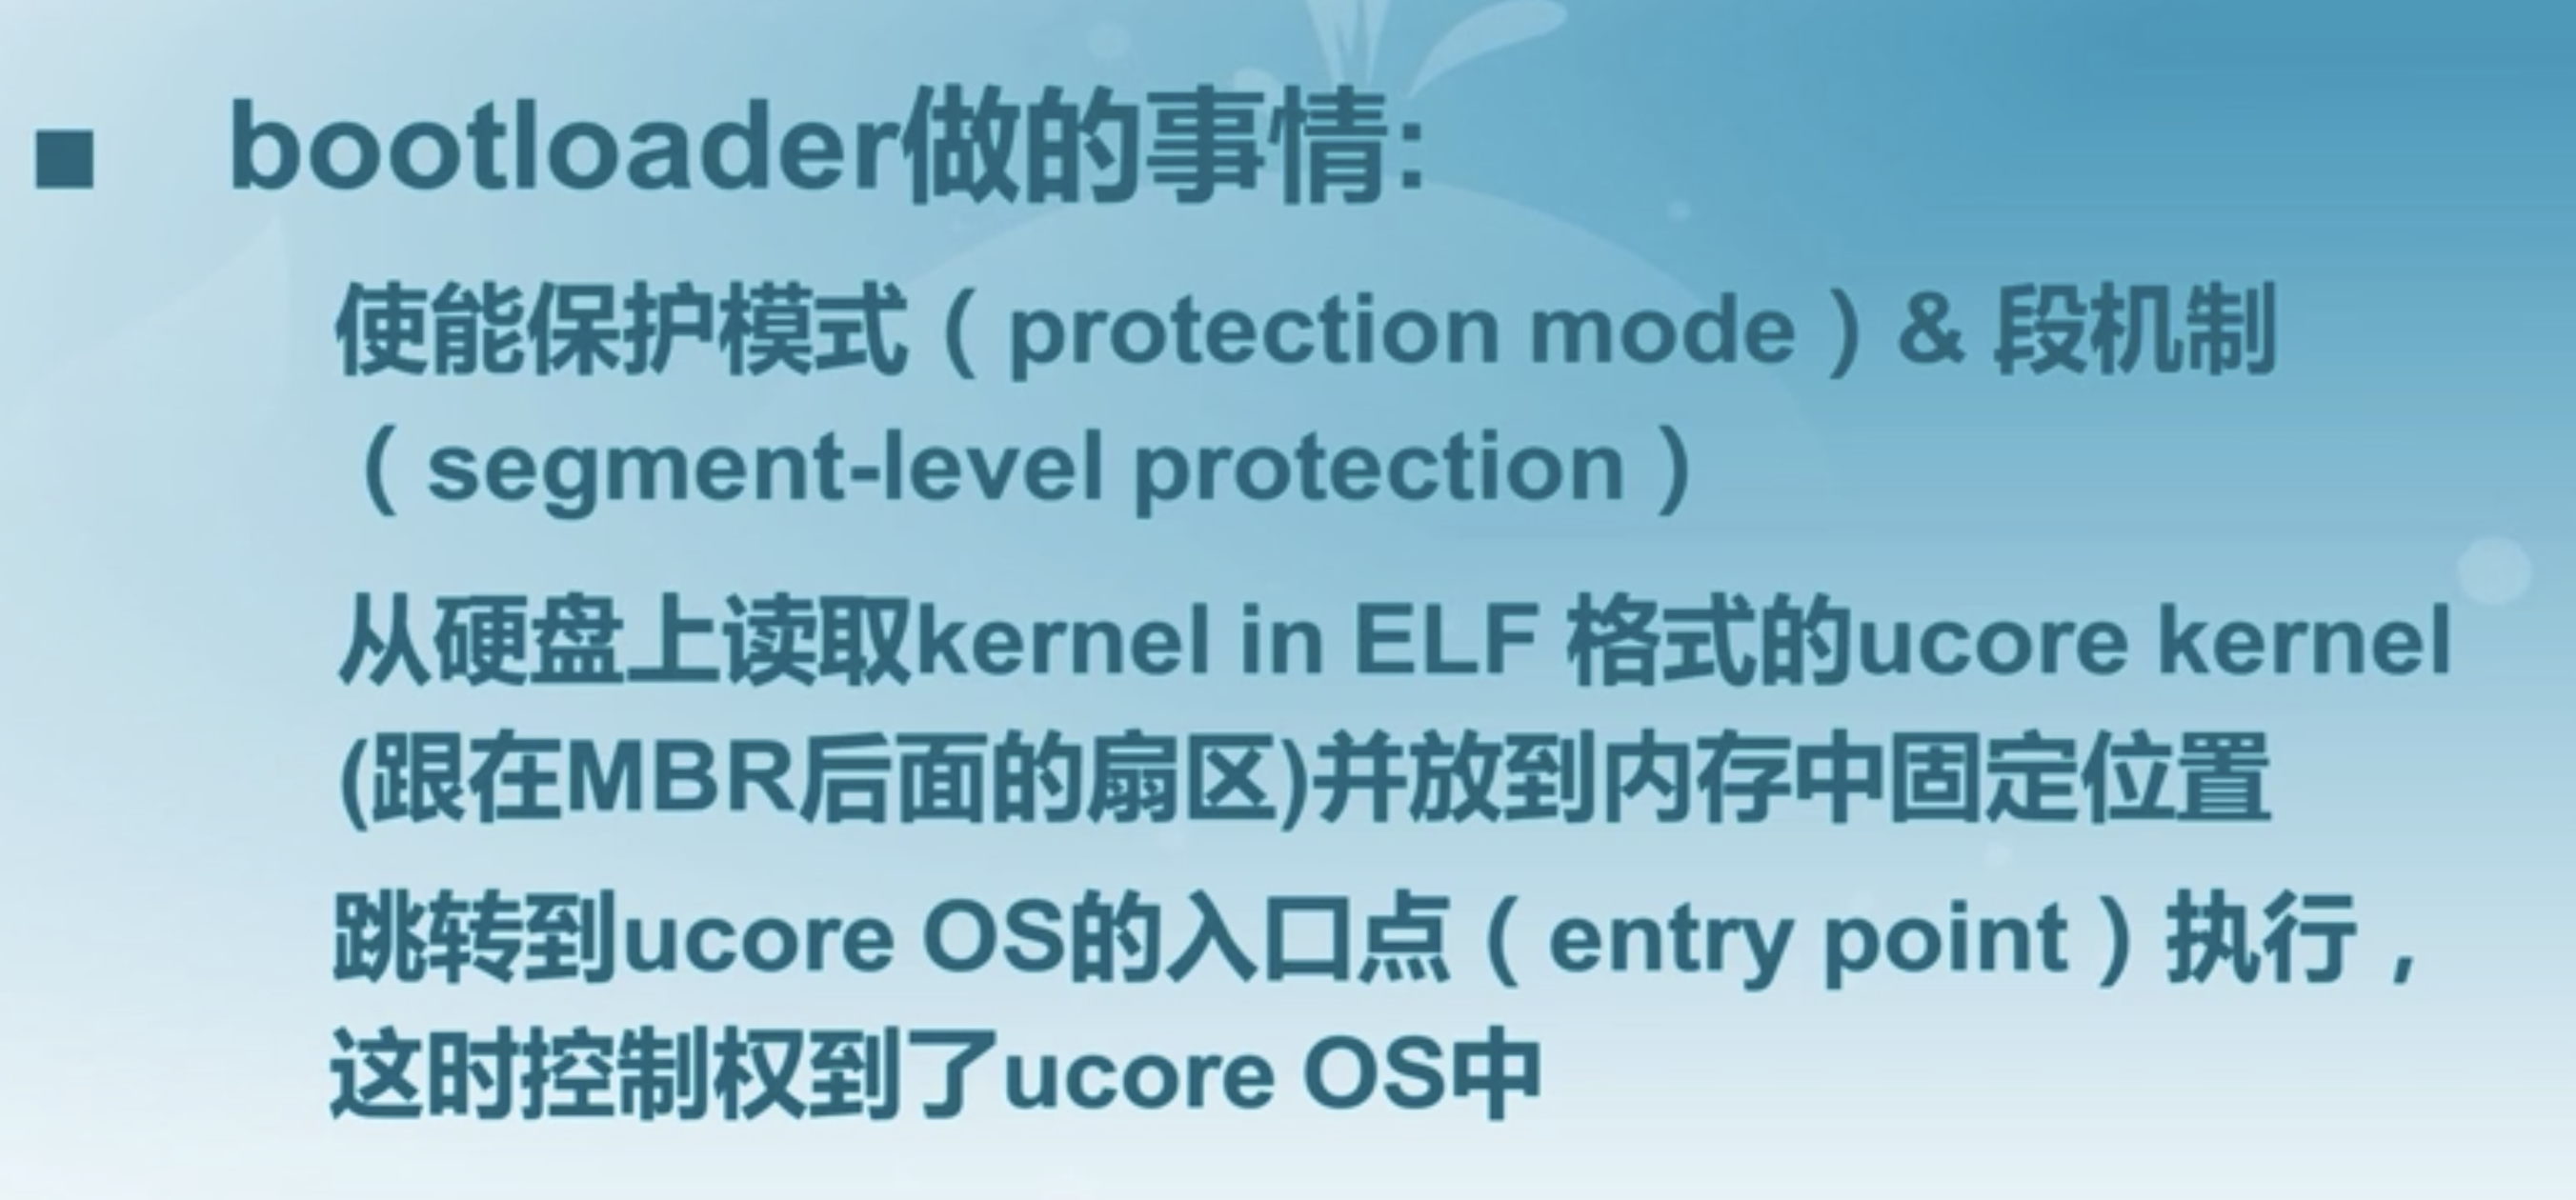 ■ bootloader做的事情:
使能保护模式（protection mode）& 段机制
（segment-level protection）
从硬盘上读取kernel in ELF 格式的ucore kernel
(跟在MBR后面的扇区)并放到内存中固定位置
跳转到ucore OS的入口点（entry point）执行，
这时控制权到了ucore OS中